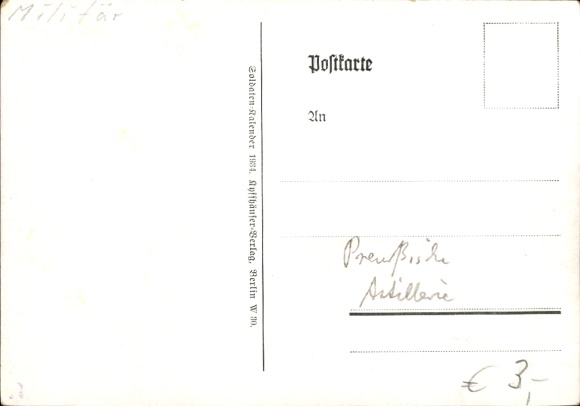 Militär
Postkarte
An
Soldaten-Kalender 1934. Kyffhäuser-Verlag, Berlin W 30.
Preußische
Artillerie
€ 3,-